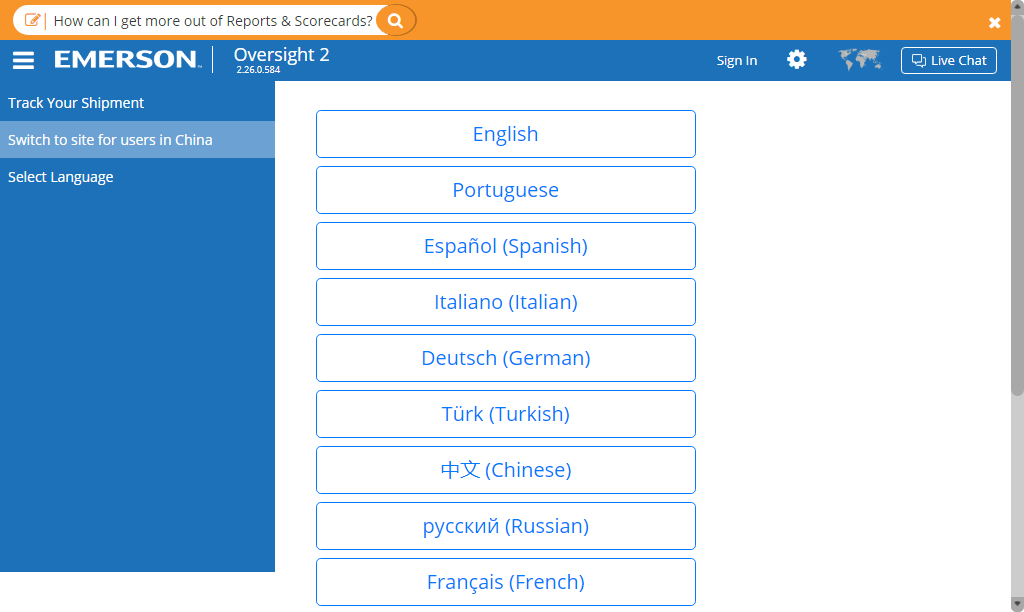 How can I get more out of Reports & Scorecards?
EMERSON
Oversight 2
2.26.0.584
Sign In
Live Chat
Track Your Shipment
Switch to site for users in China
Select Language
English
Portuguese
Español (Spanish)
Italiano (Italian)
Deutsch (German)
Türk (Turkish)
中文 (Chinese)
русский (Russian)
Français (French)